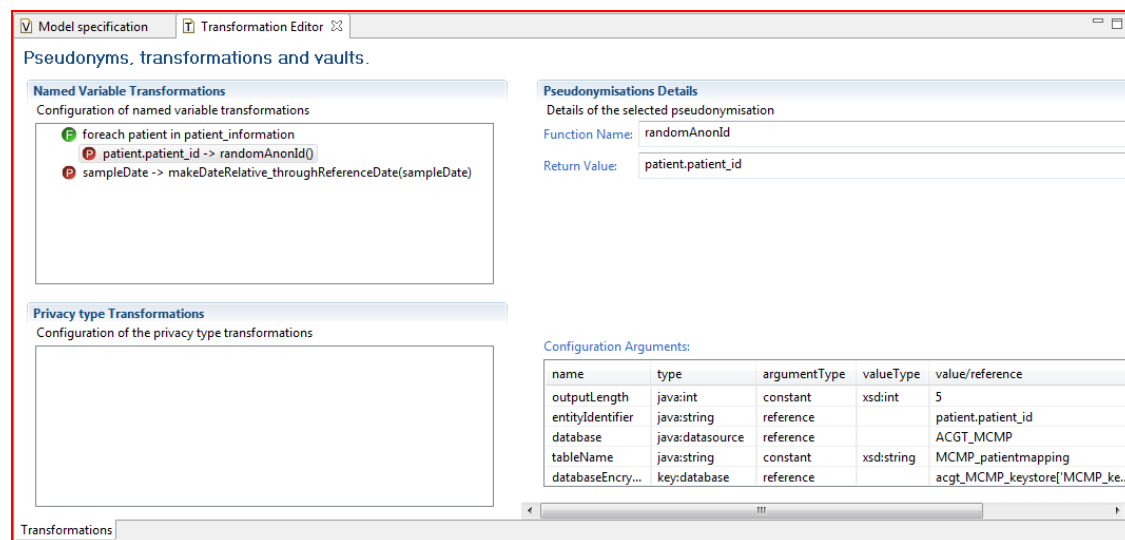 V Model specification T Transformation Editor
Pseudonyms, transformations and vaults.
Named Variable Transformations
Configuration of named variable transformations
F foreach patient in patient_information
P patient.patient_id -> randomAnonId()
P sampleDate -> makeDateRelative_throughReferenceDate(sampleDate)
Privacy type Transformations
Configuration of the privacy type transformations
Pseudonymisations Details
Details of the selected pseudonymisation
Function Name: randomAnonId
Return Value: patient.patient_id
Configuration Arguments:
name type argumentType valueType value/reference
outputLength java:int constant xsd:int 5
entityIdentifier java:string reference patient.patient_id
database java:datasource reference ACGT_MCMP
tableName java:string constant xsd:string MCMP_patientmapping
databaseEncry... key:database reference acgt_MCMP_keystore['MCMP_ke...
Transformations